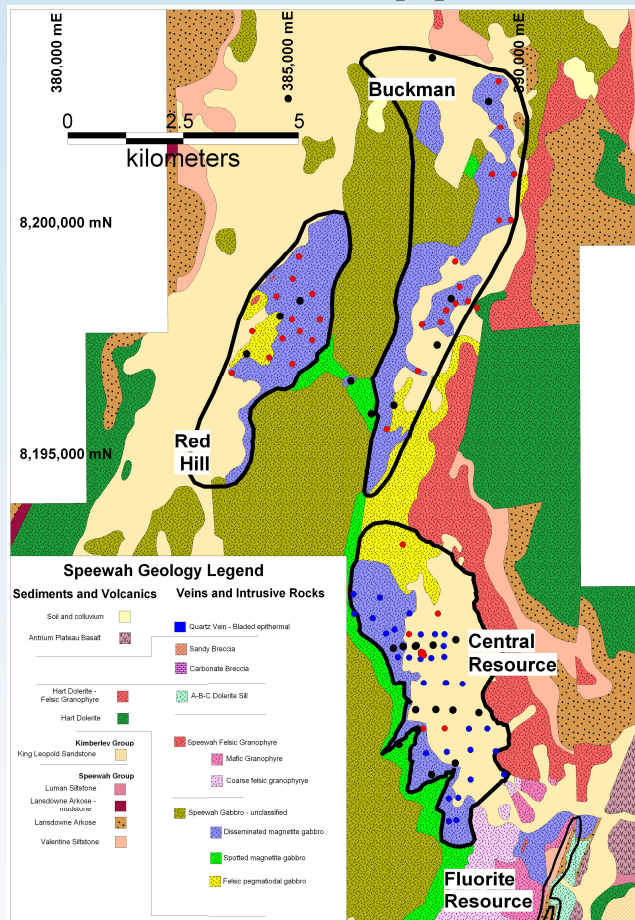 380,000 mE
385,000 mE
890,000 mE
Buckman
0 2.5 5
kilometers
8,200,000 mN
Red
Hill
8,195,000 mN
Central
Resource
Fluorite
Resource
Speewah Geology Legend
Sediments and Volcanics
Soil and colluvium
Antrium Plateau Basalt
Hart Dolerite -
Felsic Granophyre
Hart Dolerite
Kimberley Group
King Leopold Sandstone
Speewah Group
Luman Siltstone
Lansdowne Arkose -
mudstone
Lansdowne Arkose
Valentine Siltstone
Veins and Intrusive Rocks
Quartz Vein - Bladed epithermal
Sandy Breccia
Carbonate Breccia
A-B-C Dolerite Sill
Speewah Felsic Granophyre
Mafic Granophyre
Coarse felsic granophyrye
Speewah Gabbro - unclassified
Disseminated magnetite gabbro
Spotted magnetite gabbro
Felsic pegmatiodal gabbro